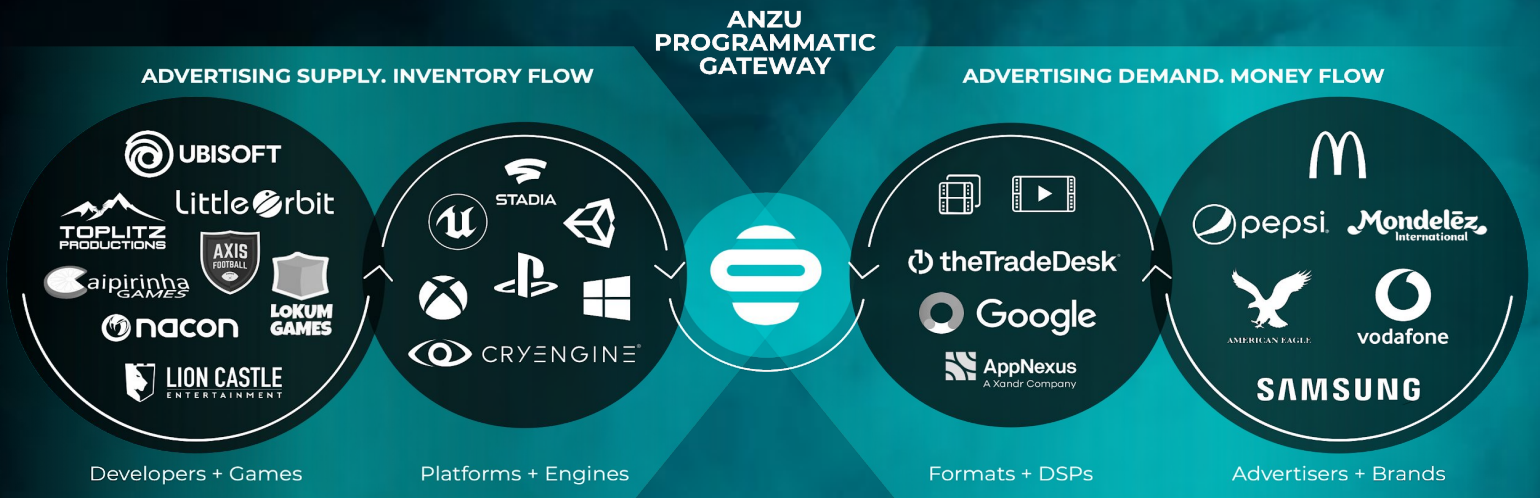 ANZU
PROGRAMMATIC
GATEWAY
ADVERTISING SUPPLY. INVENTORY FLOW
UBISOFT
Little Orbit
TOPLITZ
PRODUCTIONS
AXIS
FOOTBALL
Caipirinha
GAMES
LOKUM
GAMES
nacon
LION CASTLE
ENTERTAINMENT
Developers + Games
STADIA
CRYENGINE®
Platforms + Engines
ADVERTISING DEMAND. MONEY FLOW
theTradeDesk
Google
AppNexus
A Xandr Company
Formats + DSPs
pepsi
Mondelēz
International
AMERICAN EAGLE
vodafone
SAMSUNG
Advertisers + Brands